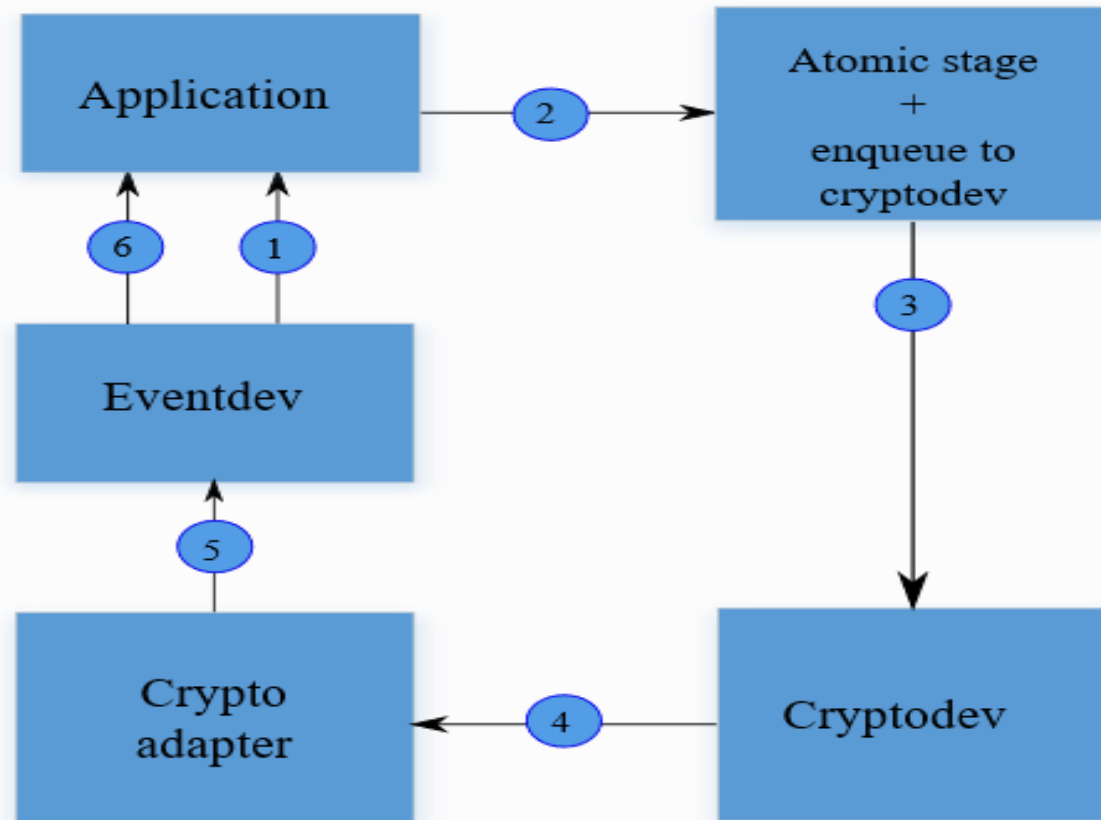 Application
2
Atomic stage
+
enqueue to
cryptodev
6
1
3
Eventdev
5
Crypto
adapter
4
Cryptodev